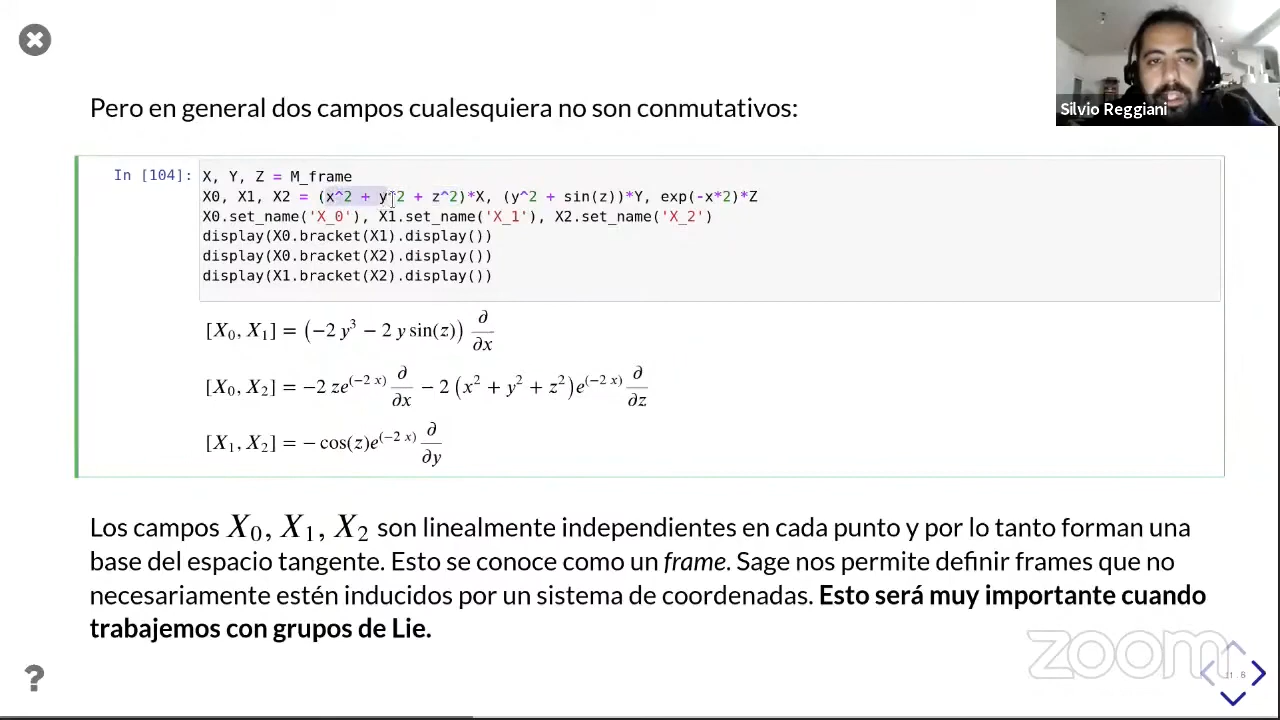 Silvio Reggiani
Pero en general dos campos cualesquiera no son conmutativos:
In [104]: X, Y, Z = M_frame
X0, X1, X2 = (x^2 + y^2 + z^2)*X, (y^2 + sin(z))*Y, exp(-x*2)*Z
X0.set_name('X_0'), X1.set_name('X_1'), X2.set_name('X_2')
display(X0.bracket(X1).display())
display(X0.bracket(X2).display())
display(X1.bracket(X2).display())
[X₀, X₁] = (−2 y³ − 2 y sin(z)) ∂/∂x
[X₀, X₂] = −2 ze^(−2 x) ∂/∂x − 2 (x² + y² + z²)e^(−2 x) ∂/∂z
[X₁, X₂] = − cos(z)e^(−2 x) ∂/∂y
Los campos X₀, X₁, X₂ son linealmente independientes en cada punto y por lo tanto forman una
base del espacio tangente. Esto se conoce como un frame. Sage nos permite definir frames que no
necesariamente estén inducidos por un sistema de coordenadas. Esto será muy importante cuando
trabajemos con grupos de Lie.
zoom
?